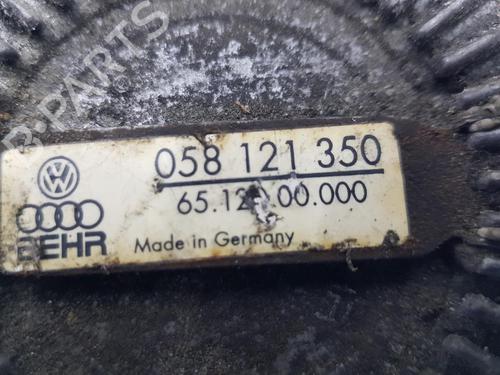 B-PARTS
058 121 350
BEHR
Made in Germany